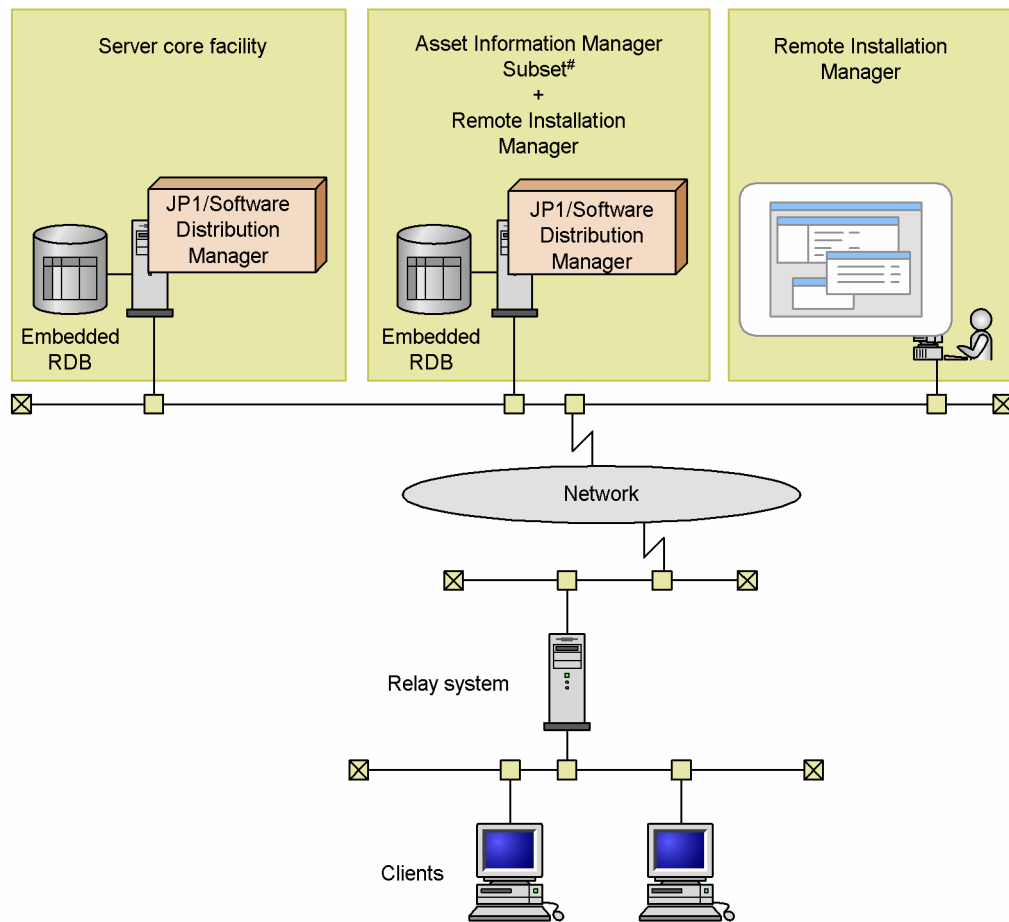 Server core facility
Asset Information Manager
Subset#
+
Remote Installation
Manager
Remote Installation
Manager
JP1/Software
Distribution
Manager
JP1/Software
Distribution
Manager
Embedded
RDB
Embedded
RDB
Network
Relay system
Clients